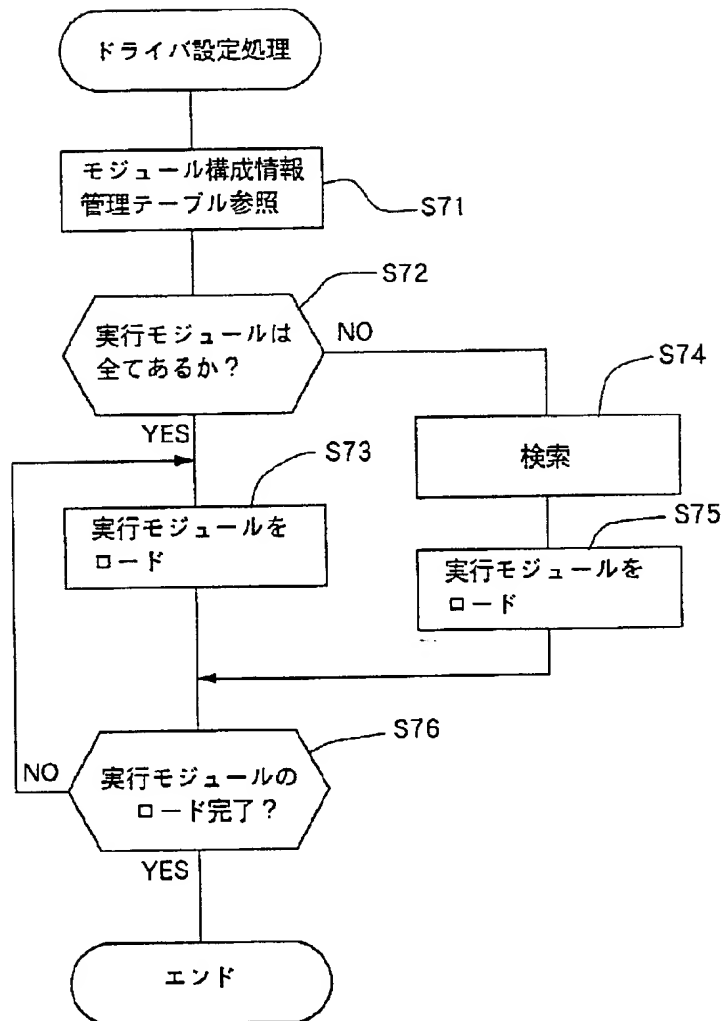 ドライバ設定処理
モジュール構成情報
管理テーブル参照
S71
S72
実行モジュールは
全てあるか?
NO
YES
S74
検索
S73
実行モジュールを
ロード
S75
実行モジュールを
ロード
S76
実行モジュールの
ロード完了?
NO
YES
エンド